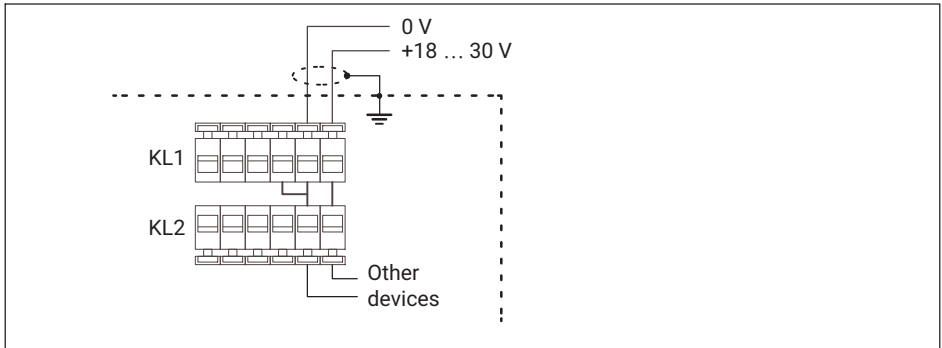 0 V
+18 … 30 V
KL1
KL2
Other
devices